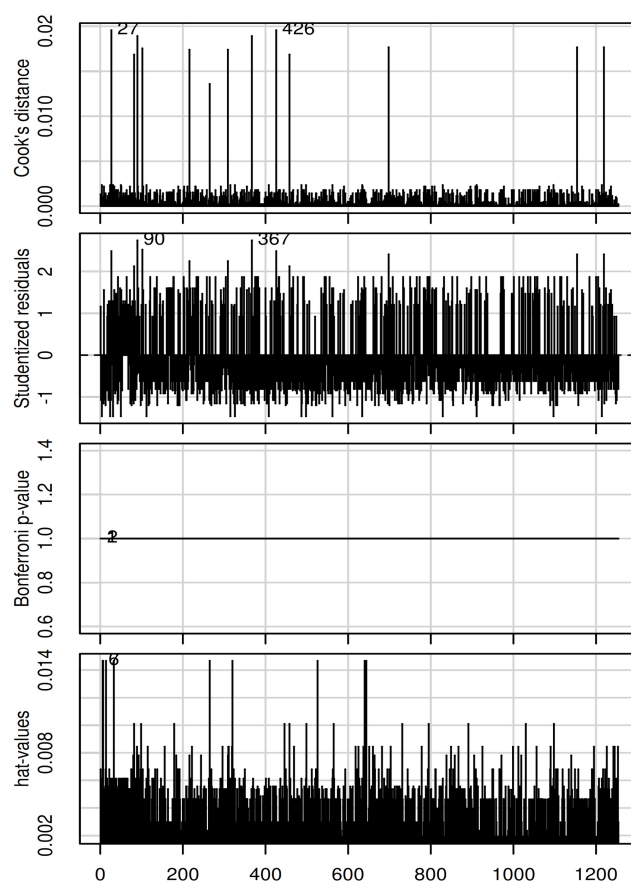 Cook's distance
0.000 0.010 0.02
27 426
Studentized residuals
-1 0 1 2
90 367
Bonferroni p-value
0.6 0.8 1.0 1.2 1.4
hat-values
0.002 0.008 0.014
0 200 400 600 800 1000 1200